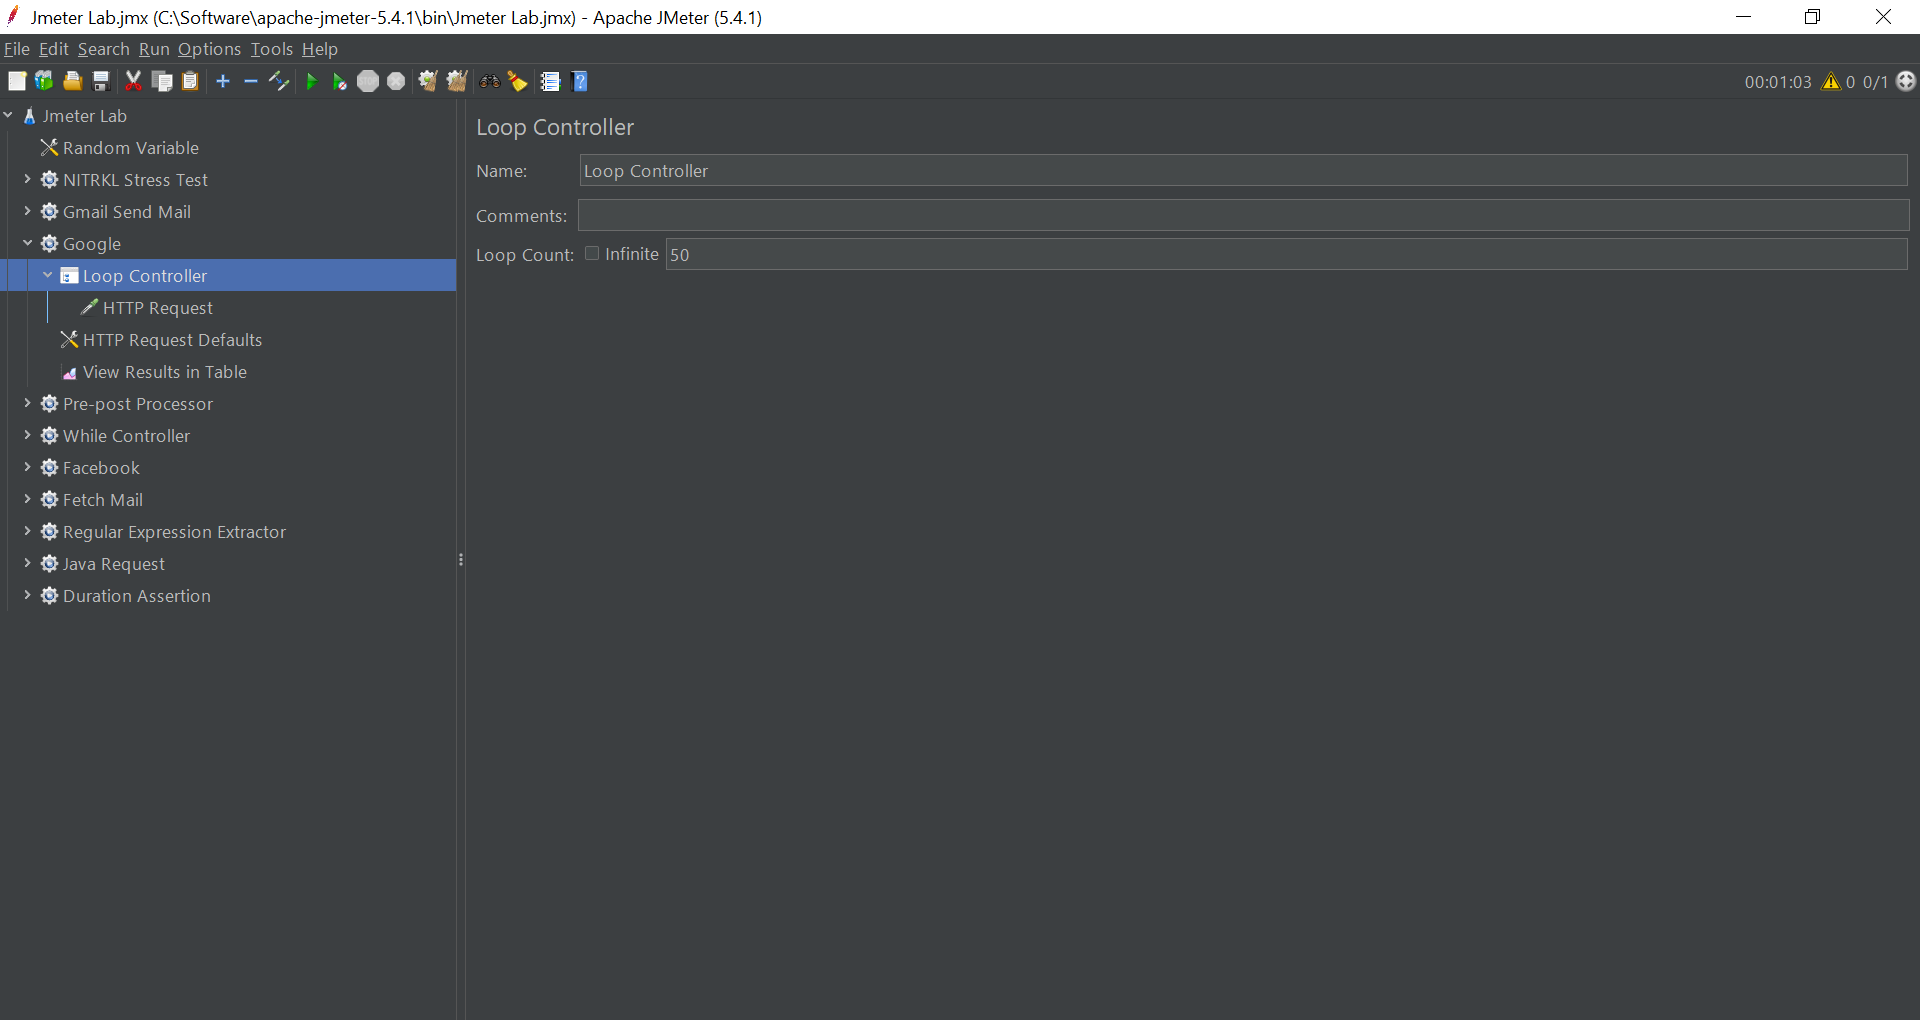 Jmeter Lab.jmx (C:\Software\apache-jmeter-5.4.1\bin\Jmeter Lab.jmx) - Apache JMeter (5.4.1)
File Edit Search Run Options Tools Help
00:01:03 0 0/1
Jmeter Lab
Random Variable
NITRKL Stress Test
Gmail Send Mail
Google
Loop Controller
HTTP Request
HTTP Request Defaults
View Results in Table
Pre-post Processor
While Controller
Facebook
Fetch Mail
Regular Expression Extractor
Java Request
Duration Assertion
Loop Controller
Name: Loop Controller
Comments:
Loop Count: Infinite 50